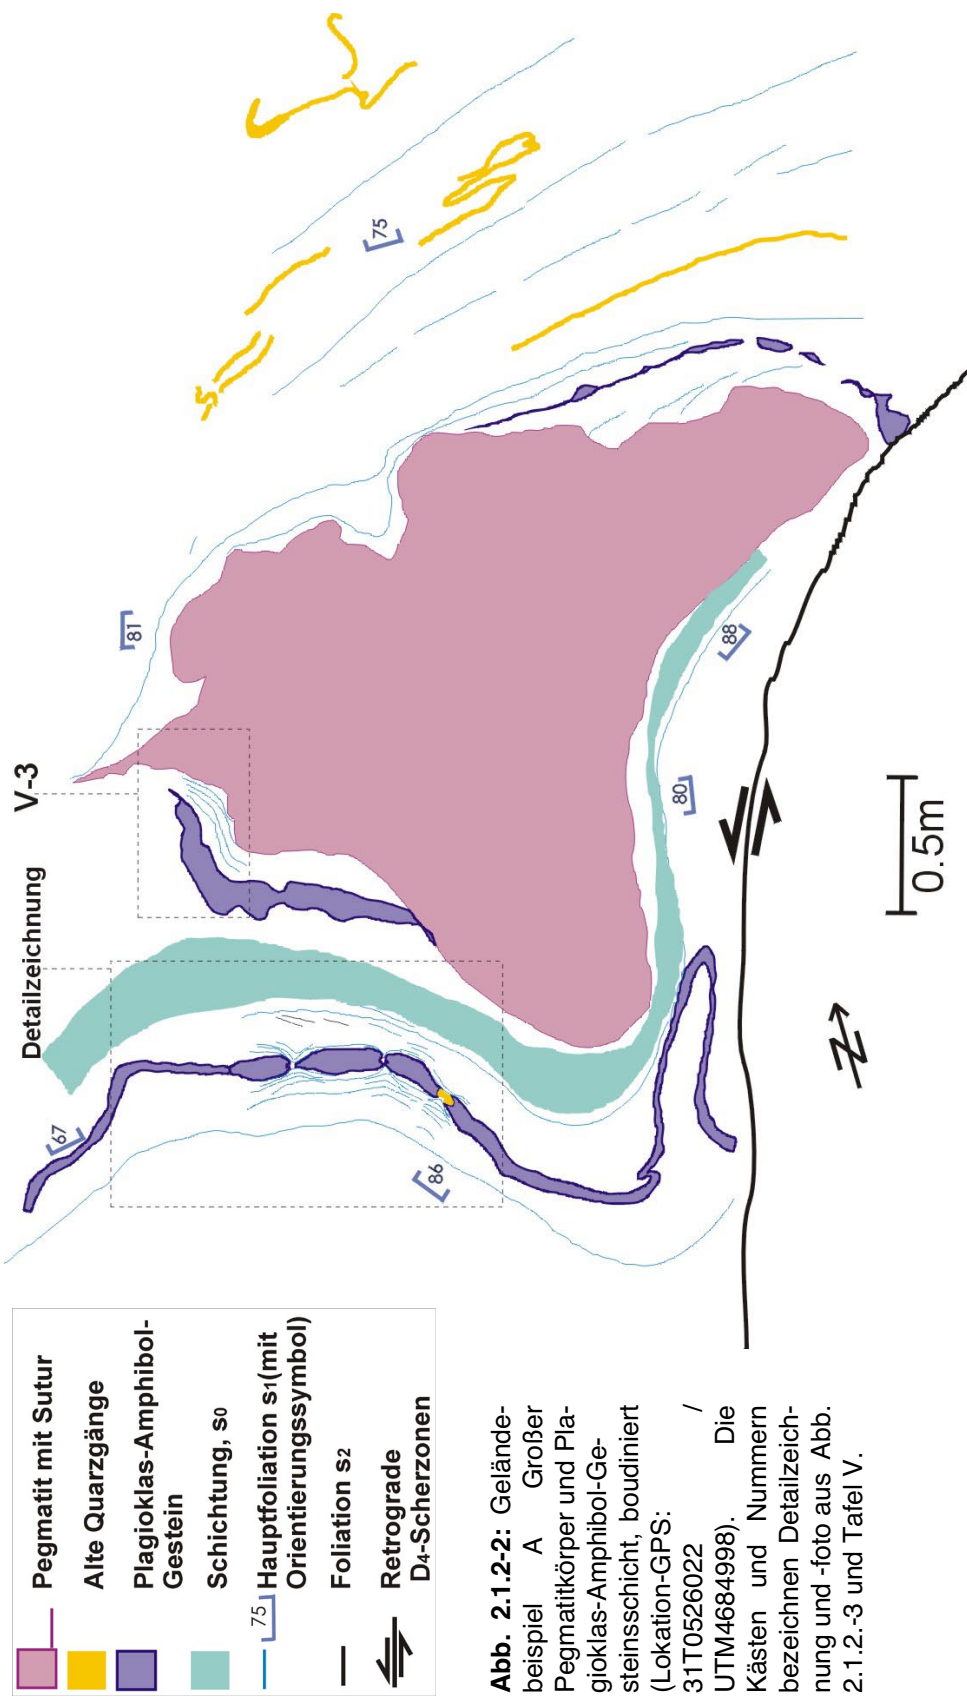 V-3
Detailzeichnung
67
86
81
75
80
88
0.5m
N
Pegmatit mit Sutur
Alte Quarzgänge
Plagioklas-Amphibol-
Gestein
Schichtung, s0
75
Hauptfoliation s1(mit
Orientierungssymbol)
Foliation s2
Retrograde
D4-Scherzonen
Abb. 2.1.2-2: Gelände-
beispiel A Großer
Pegmatitkörper und Pla-
gioklas-Amphibol-Ge-
steinsschicht, boudiniert
(Lokation-GPS:
31T0526022 /
UTM4684998). Die
Kästen und Nummern
bezeichnen Detailzeich-
nung und -foto aus Abb.
2.1.2.-3 und Tafel V.